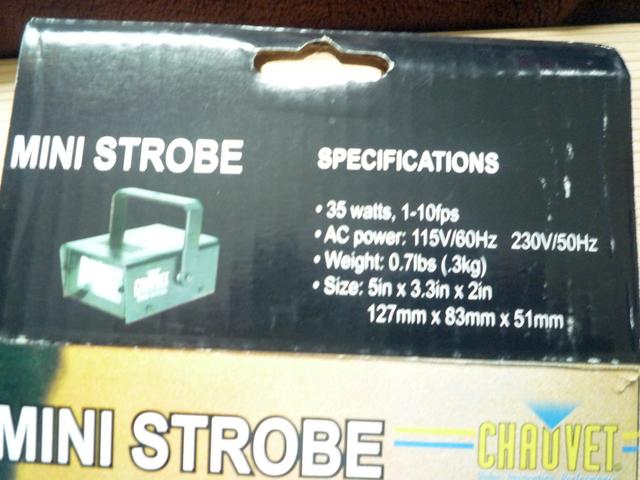 MINI STROBE
SPECIFICATIONS
• 35 watts, 1-10fps
• AC power: 115V/60Hz 230V/50Hz
• Weight: 0.7lbs (.3kg)
• Size: 5in x 3.3in x 2in
127mm x 83mm x 51mm
CHAUVET
MINI STROBE
CHAUVET